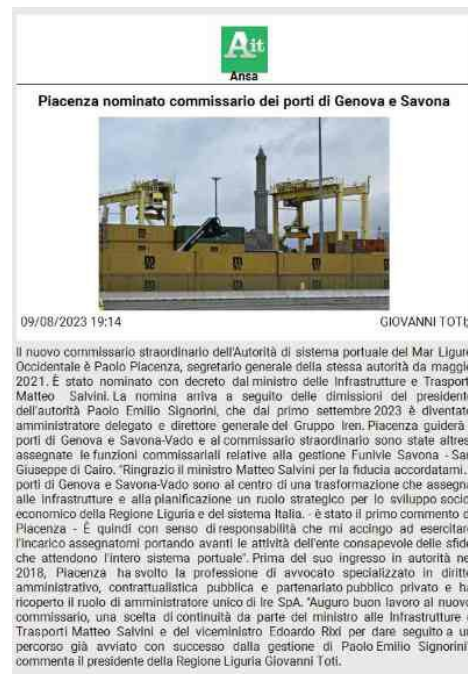 Ait
Ansa
Piacenza nominato commissario dei porti di Genova e Savona
09/08/2023 19:14
GIOVANNI TOTI;
Il nuovo commissario straordinario dell'Autorità di sistema portuale del Mar Ligure
Occidentale è Paolo Piacenza, segretario generale della stessa autorità da maggio
2021. È stato nominato con decreto dal ministro delle Infrastrutture e Trasporti
Matteo Salvini. La nomina arriva a seguito delle dimissioni del presidente
dell'autorità Paolo Emilio Signorini, che dal primo settembre 2023 è diventato
amministratore delegato e direttore generale del Gruppo Iren. Piacenza guiderà i
porti di Genova e Savona-Vado e al commissario straordinario sono state altresì
assegnate le funzioni commissariali relative alla gestione Funivie Savona - San
Giuseppe di Cairo. "Ringrazio il ministro Matteo Salvini per la fiducia accordatami. I
porti di Genova e Savona-Vado sono al centro di una trasformazione che assegna
alle infrastrutture e alla pianificazione un ruolo strategico per lo sviluppo socio
economico della Regione Liguria e del sistema Italia. - è stato il primo commento di
Piacenza - È quindi con senso di responsabilità che mi accingo ad esercitare
l'incarico assegnatomi portando avanti le attività dell'ente consapevole delle sfide
che attendono l'intero sistema portuale". Prima del suo ingresso in autorità nel
2018, Piacenza ha svolto la professione di avvocato specializzato in diritto
amministrativo, contrattualistica pubblica e partenariato pubblico privato e ha
ricoperto il ruolo di amministratore unico di Ire SpA. "Auguro buon lavoro al nuovo
commissario, una scelta di continuità da parte del ministro alle Infrastrutture e
Trasporti Matteo Salvini e del viceministro Edoardo Rixi per dare seguito a un
percorso già avviato con successo dalla gestione di Paolo Emilio Signorini"
commenta il presidente della Regione Liguria Giovanni Toti.